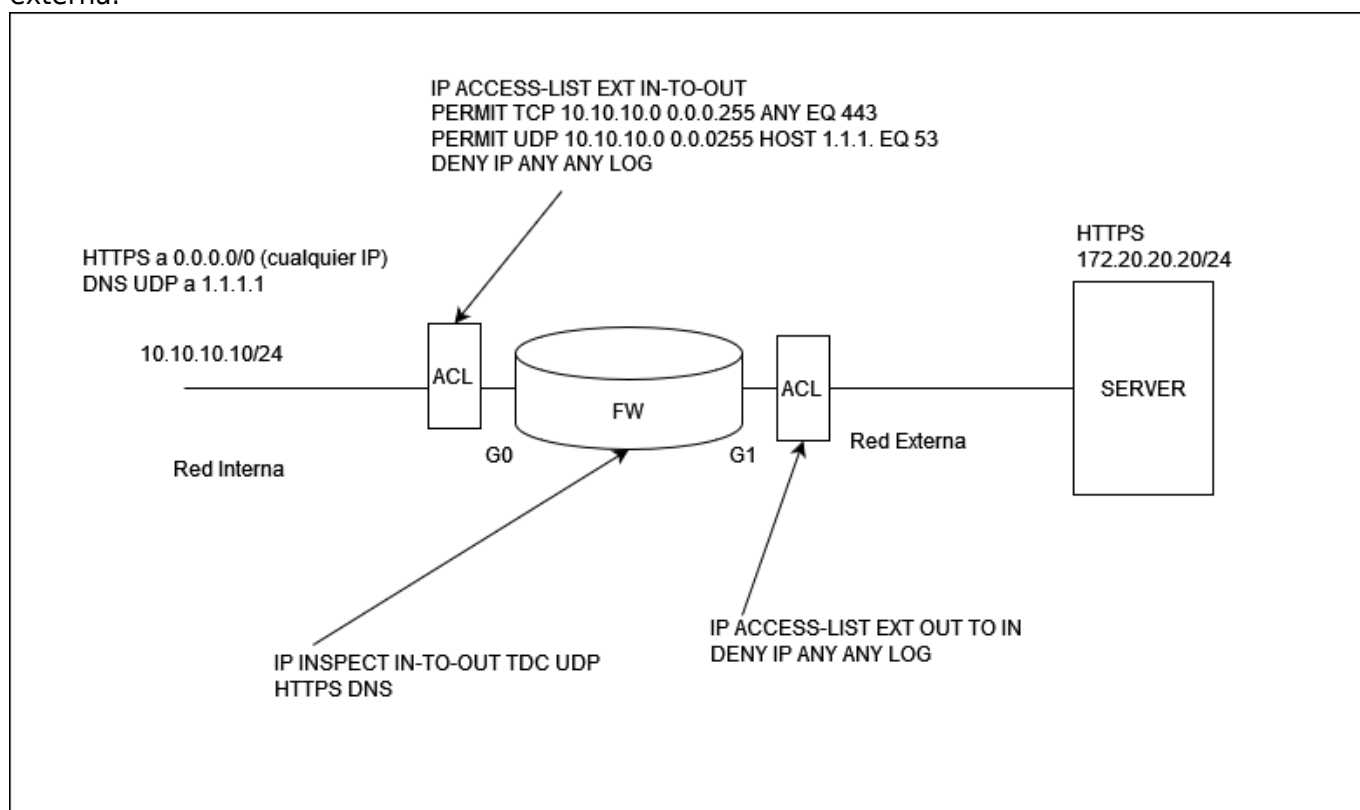 IP ACCESS-LIST EXT IN-TO-OUT
PERMIT TCP 10.10.10.0 0.0.0.255 ANY EQ 443
PERMIT UDP 10.10.10.0 0.0.0255 HOST 1.1.1. EQ 53
DENY IP ANY ANY LOG
HTTPS a 0.0.0.0/0 (cualquier IP)
DNS UDP a 1.1.1.1
HTTPS
172.20.20.20/24
10.10.10.10/24
ACL
FW
ACL
SERVER
G0
G1
Red Interna
Red Externa
IP ACCESS-LIST EXT OUT TO IN
DENY IP ANY ANY LOG
IP INSPECT IN-TO-OUT TDC UDP
HTTPS DNS